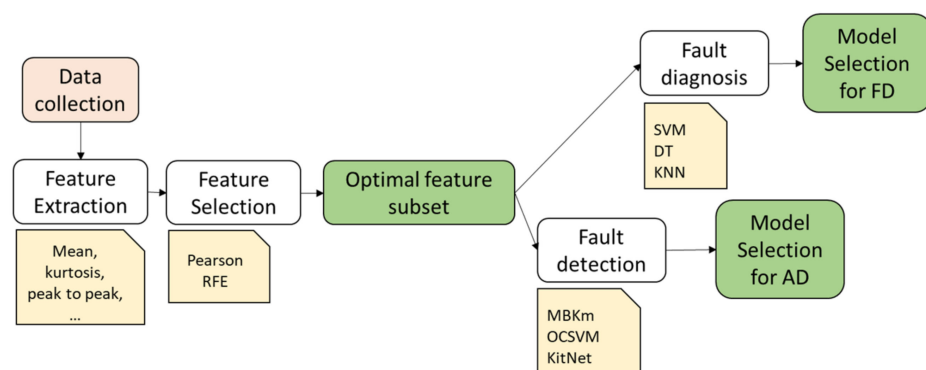 Data
collection
Feature
Extraction
Mean,
kurtosis,
peak to peak,
...
Feature
Selection
Pearson
RFE
Optimal feature
subset
Fault
diagnosis
SVM
DT
KNN
Model
Selection
for FD
Fault
detection
MBKm
OCSVM
KitNet
Model
Selection
for AD